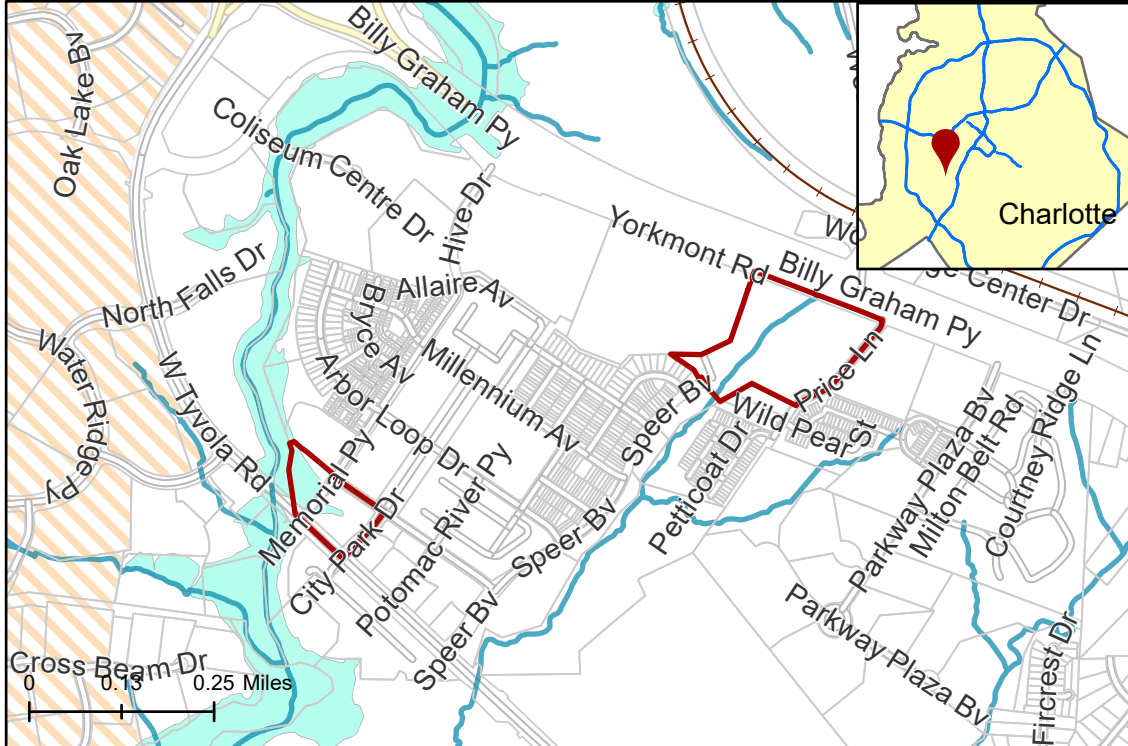 Billy Graham Py
Oak Lake Bv
Coliseum Centre Dr
Hive Dr
Charlotte
Yorkmont Rd
Billy Graham Py
ge Center Dr
North Falls Dr
Allaire Av
Bryce Av
Water Ridge Py
W Tyvola Rd
Arbor Loop Dr
Millennium Av
Speer Bv
Price Ln
Wild Pear St
Petticoat Dr
Parkway Plaza Bv
Milton Belt Rd
Courtney Ridge Ln
Memorial Py
City Park Dr
Potomac River Py
Speer Bv
Speer Bv
Parkway Plaza Bv
Fircrest Dr
Cross Beam Dr
0 0.13 0.25 Miles